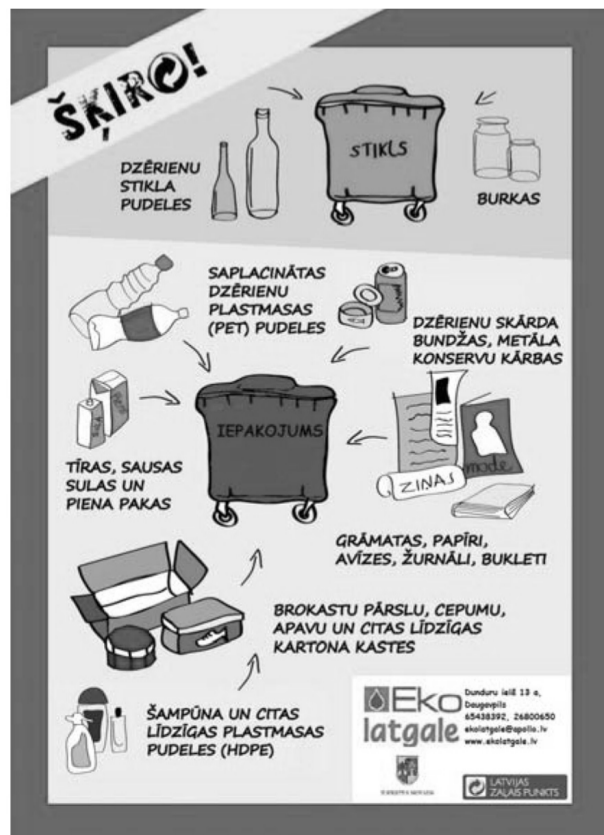 ŠĶIRO!
STIKLS
DZĒRIENU
STIKLA
PUDELES
BURKAS
SAPLACINĀTAS
DZĒRIENU
PLASTMASAS
(PET) PUDELES
DZĒRIENU SKĀRDA
BUNDŽAS, METĀLA
KONSERVU KĀRBAS
IEPAKOJUMS
TĪRAS, SAUSAS
SULAS UN
PIENA PAKAS
ZIŅAS
mode
GRĀMATAS, PAPĪRI,
AVĪZES, ŽURNĀLI, BUKLETI
BROKASTU PĀRSLU, CEPUMU,
APAVU UN CITAS LĪDZĪGAS
KARTONA KASTES
ŠAMPŪNA UN CITAS
LĪDZĪGAS PLASTMASAS
PUDELES (HDPE)
Eko
latgale
Dunduru ielā 13 a,
Daugavpils
65438392, 26800650
ekolatgale@apollo.lv
www.ekolatgale.lv
LATVIJAS
ZAĻAIS PUNKTS